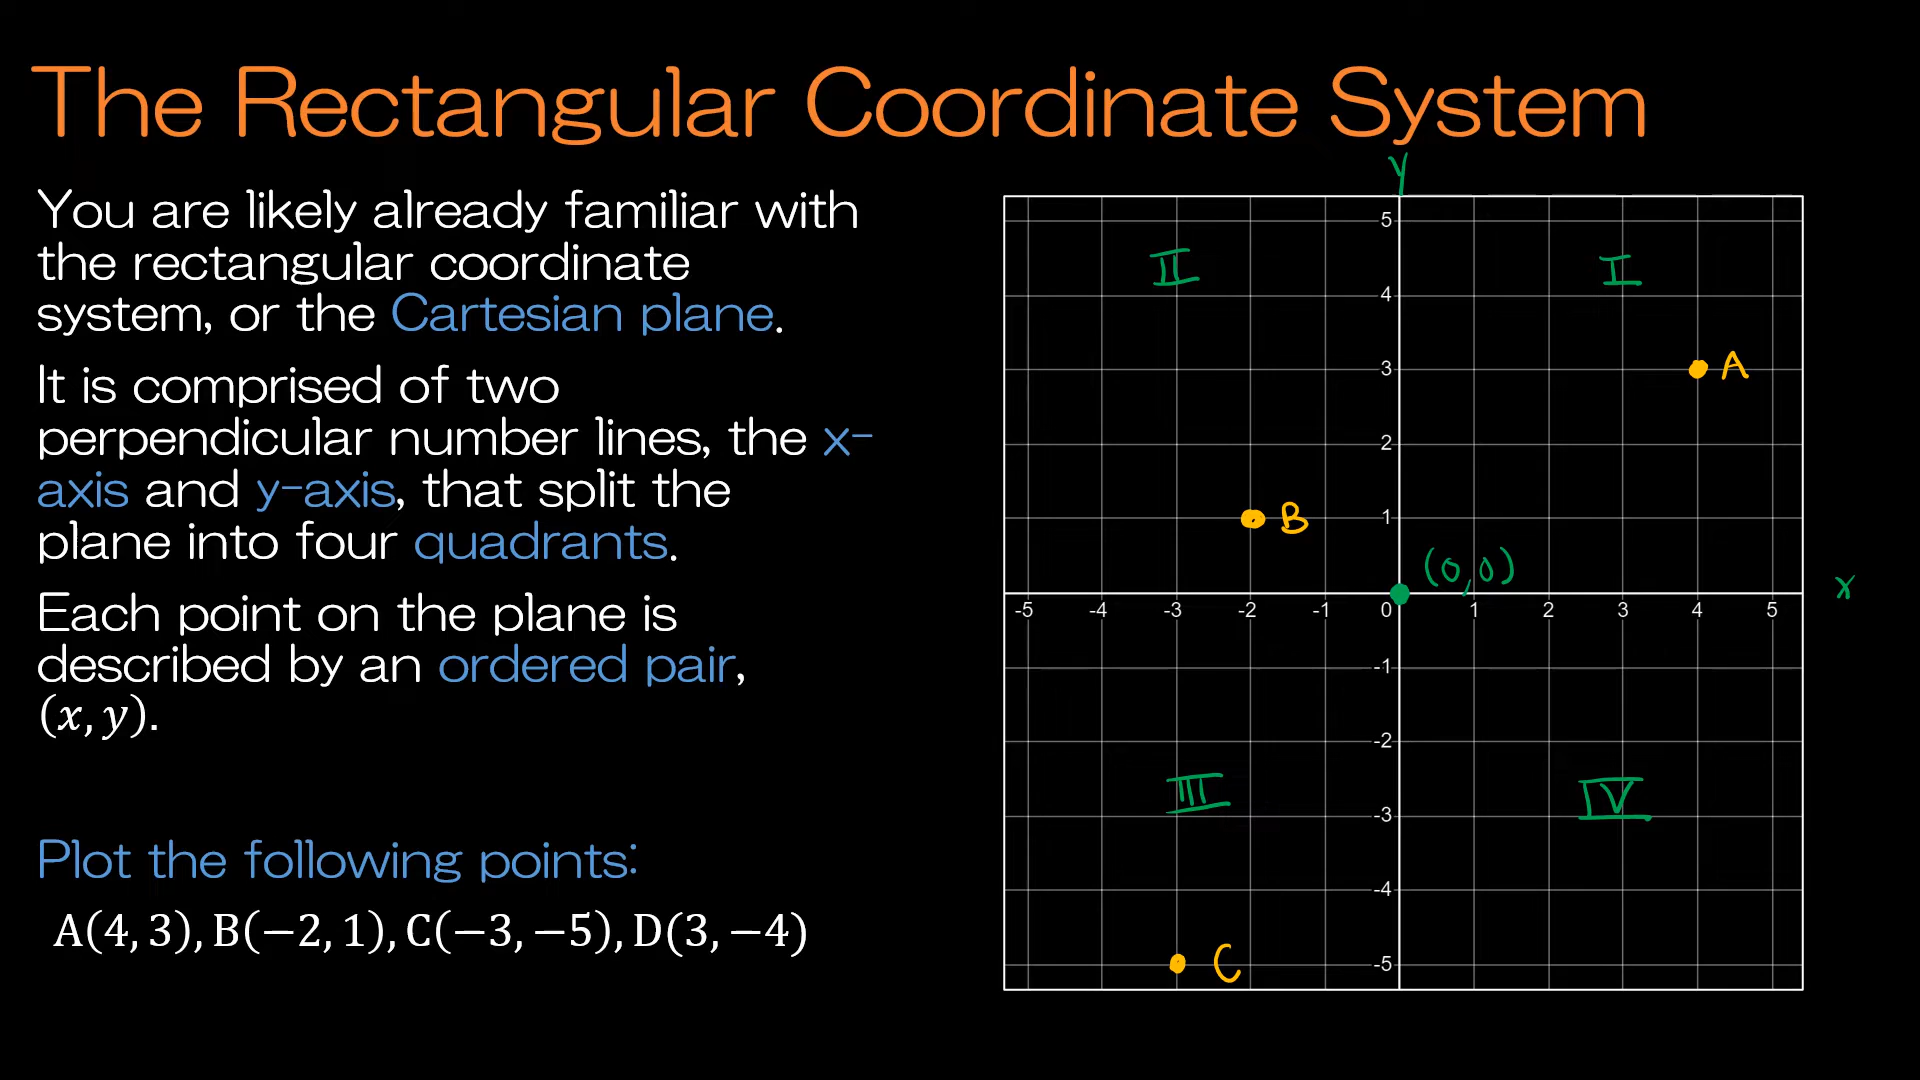 The Rectangular Coordinate System
You are likely already familiar with
the rectangular coordinate
system, or the Cartesian plane.
It is comprised of two
perpendicular number lines, the x-
axis and y-axis, that split the
plane into four quadrants.
Each point on the plane is
described by an ordered pair,
(x, y).
Plot the following points:
A(4, 3), B(−2, 1), C(−3, −5), D(3, −4)
y
5
II
I
4
3
A
2
1
B
(0,0)
x
-5 -4 -3 -2 -1 0 1 2 3 4 5
-1
-2
III
IV
-3
-4
-5
C